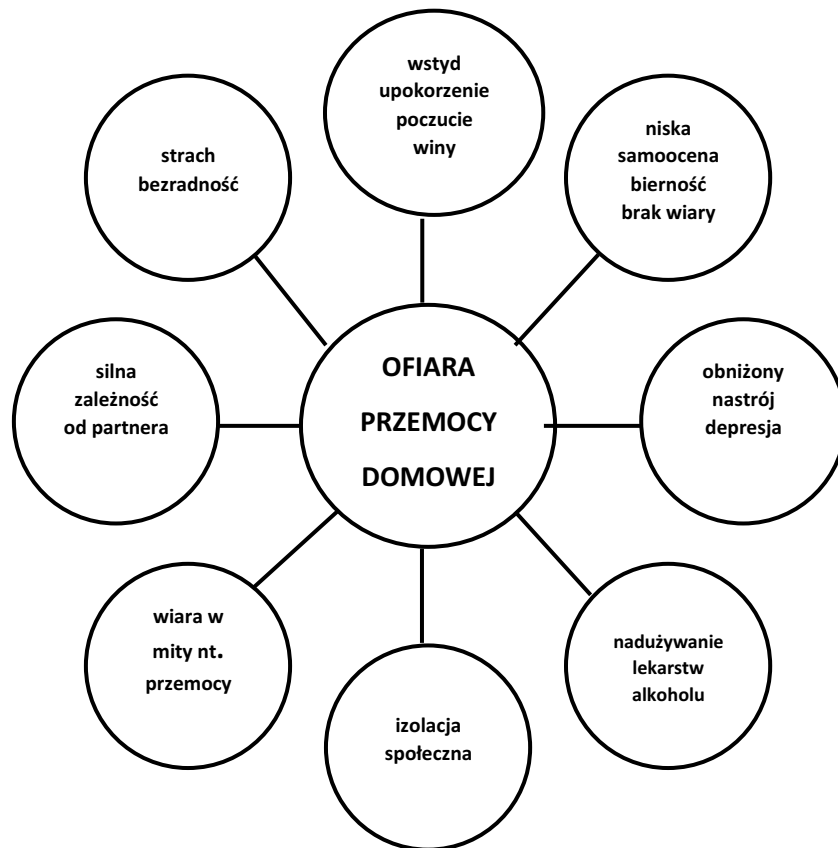 wstyd
upokorzenie
poczucie
winy
strach
bezradność
niska
samoocena
bierność
brak wiary
silna
zależność
od partnera
OFIARA
PRZEMOCY
DOMOWEJ
obniżony
nastrój
depresja
wiara w
mity nt.
przemocy
izolacja
społeczna
nadużywanie
lekarstw
alkoholu